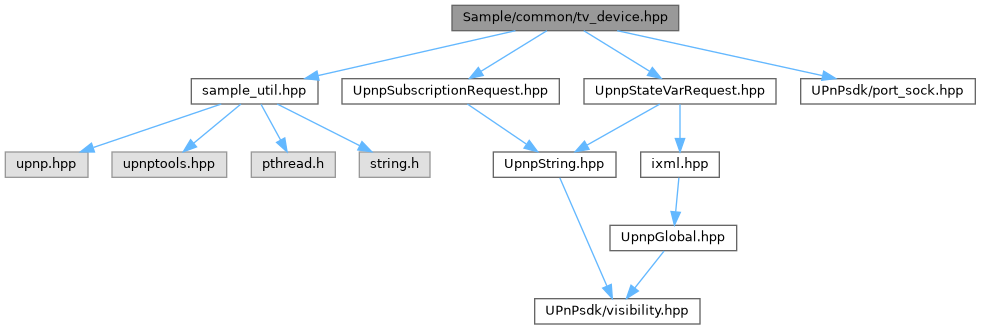 Sample/common/tv_device.hpp
sample_util.hpp
UpnpSubscriptionRequest.hpp
UpnpStateVarRequest.hpp
UPnPsdk/port_sock.hpp
upnp.hpp
upnptools.hpp
pthread.h
string.h
UpnpString.hpp
ixml.hpp
UpnpGlobal.hpp
UPnPsdk/visibility.hpp